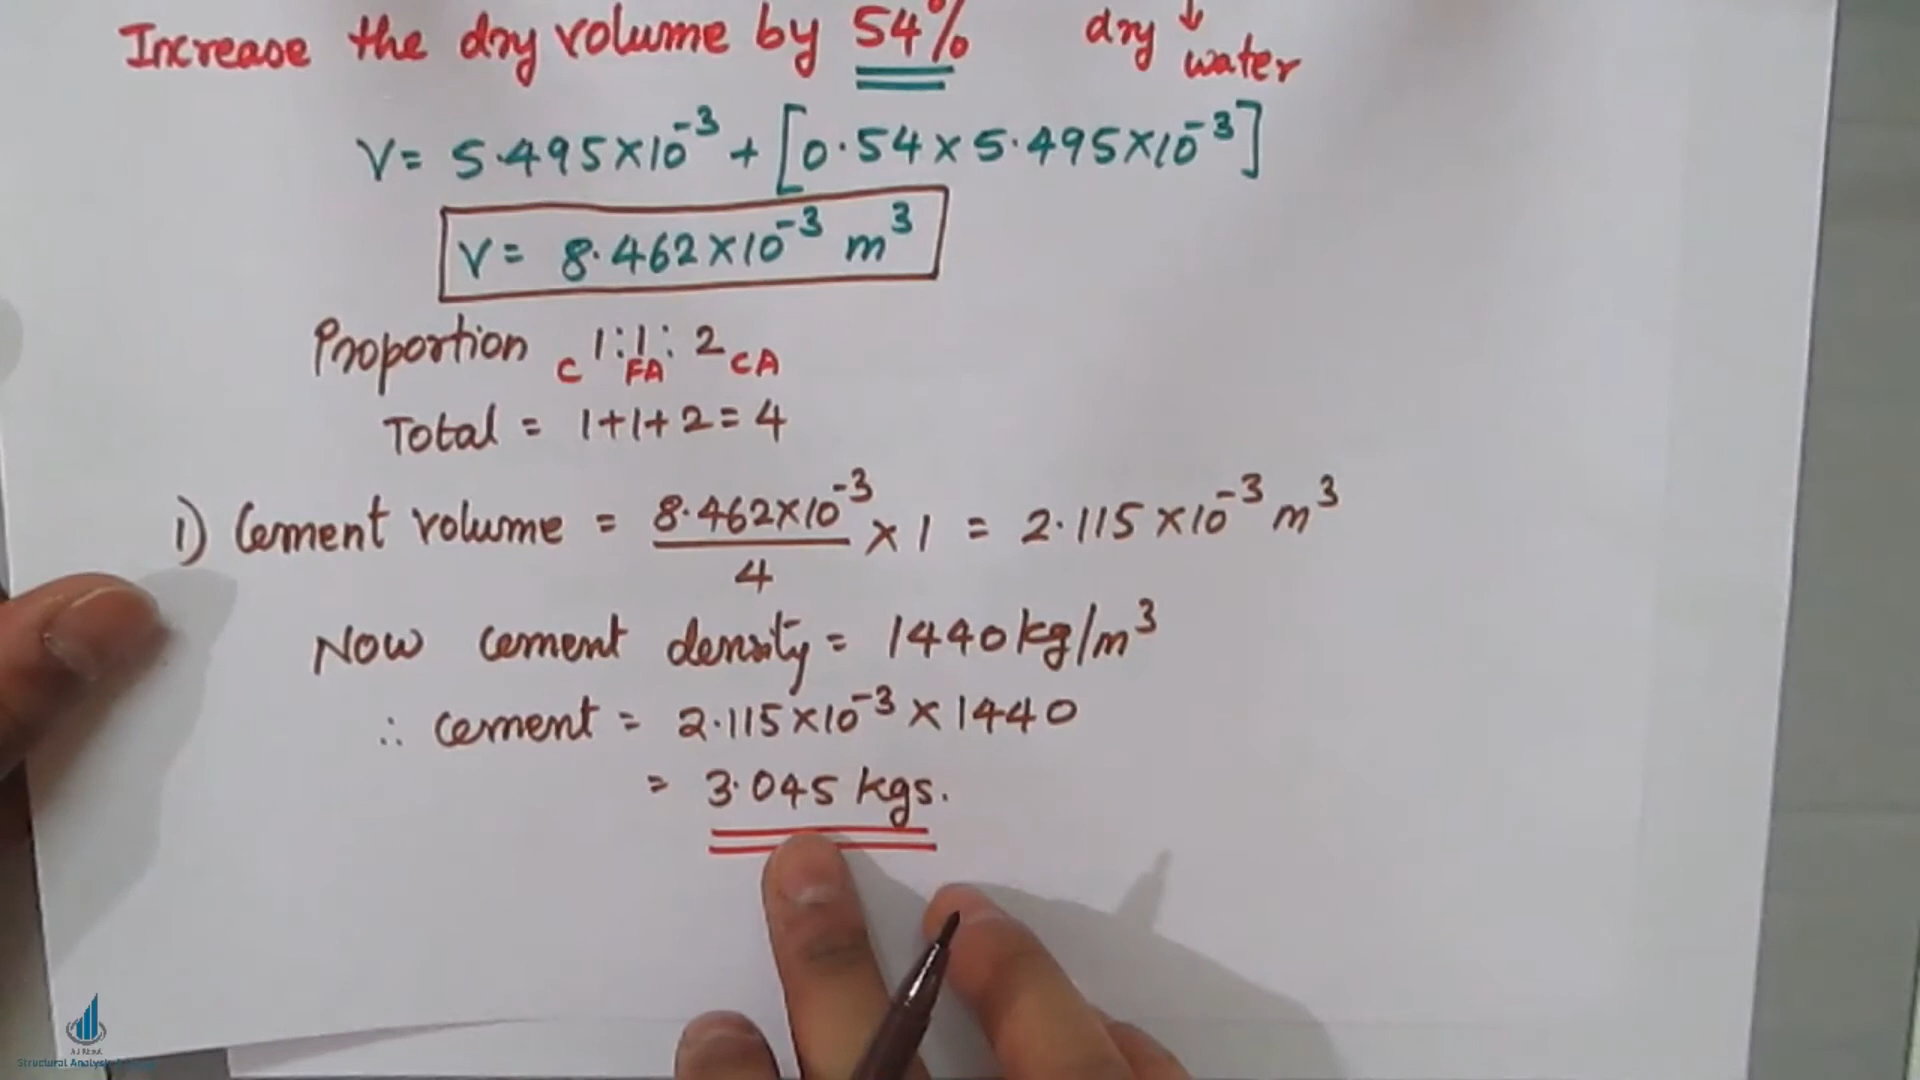 Increase the dry volume by 54% dry ↓ water
V = 5.495×10⁻³ + [0.54 × 5.495×10⁻³]
V = 8.462×10⁻³ m³
Proportion C 1 : FA 1 : 2 CA
Total = 1+1+2 = 4
1) Cement volume = 8.462×10⁻³ / 4 × 1 = 2.115 ×10⁻³ m³
Now cement density = 1440 kg/m³
∴ cement = 2.115×10⁻³ × 1440
= 3.045 kgs.
Structural Analysis